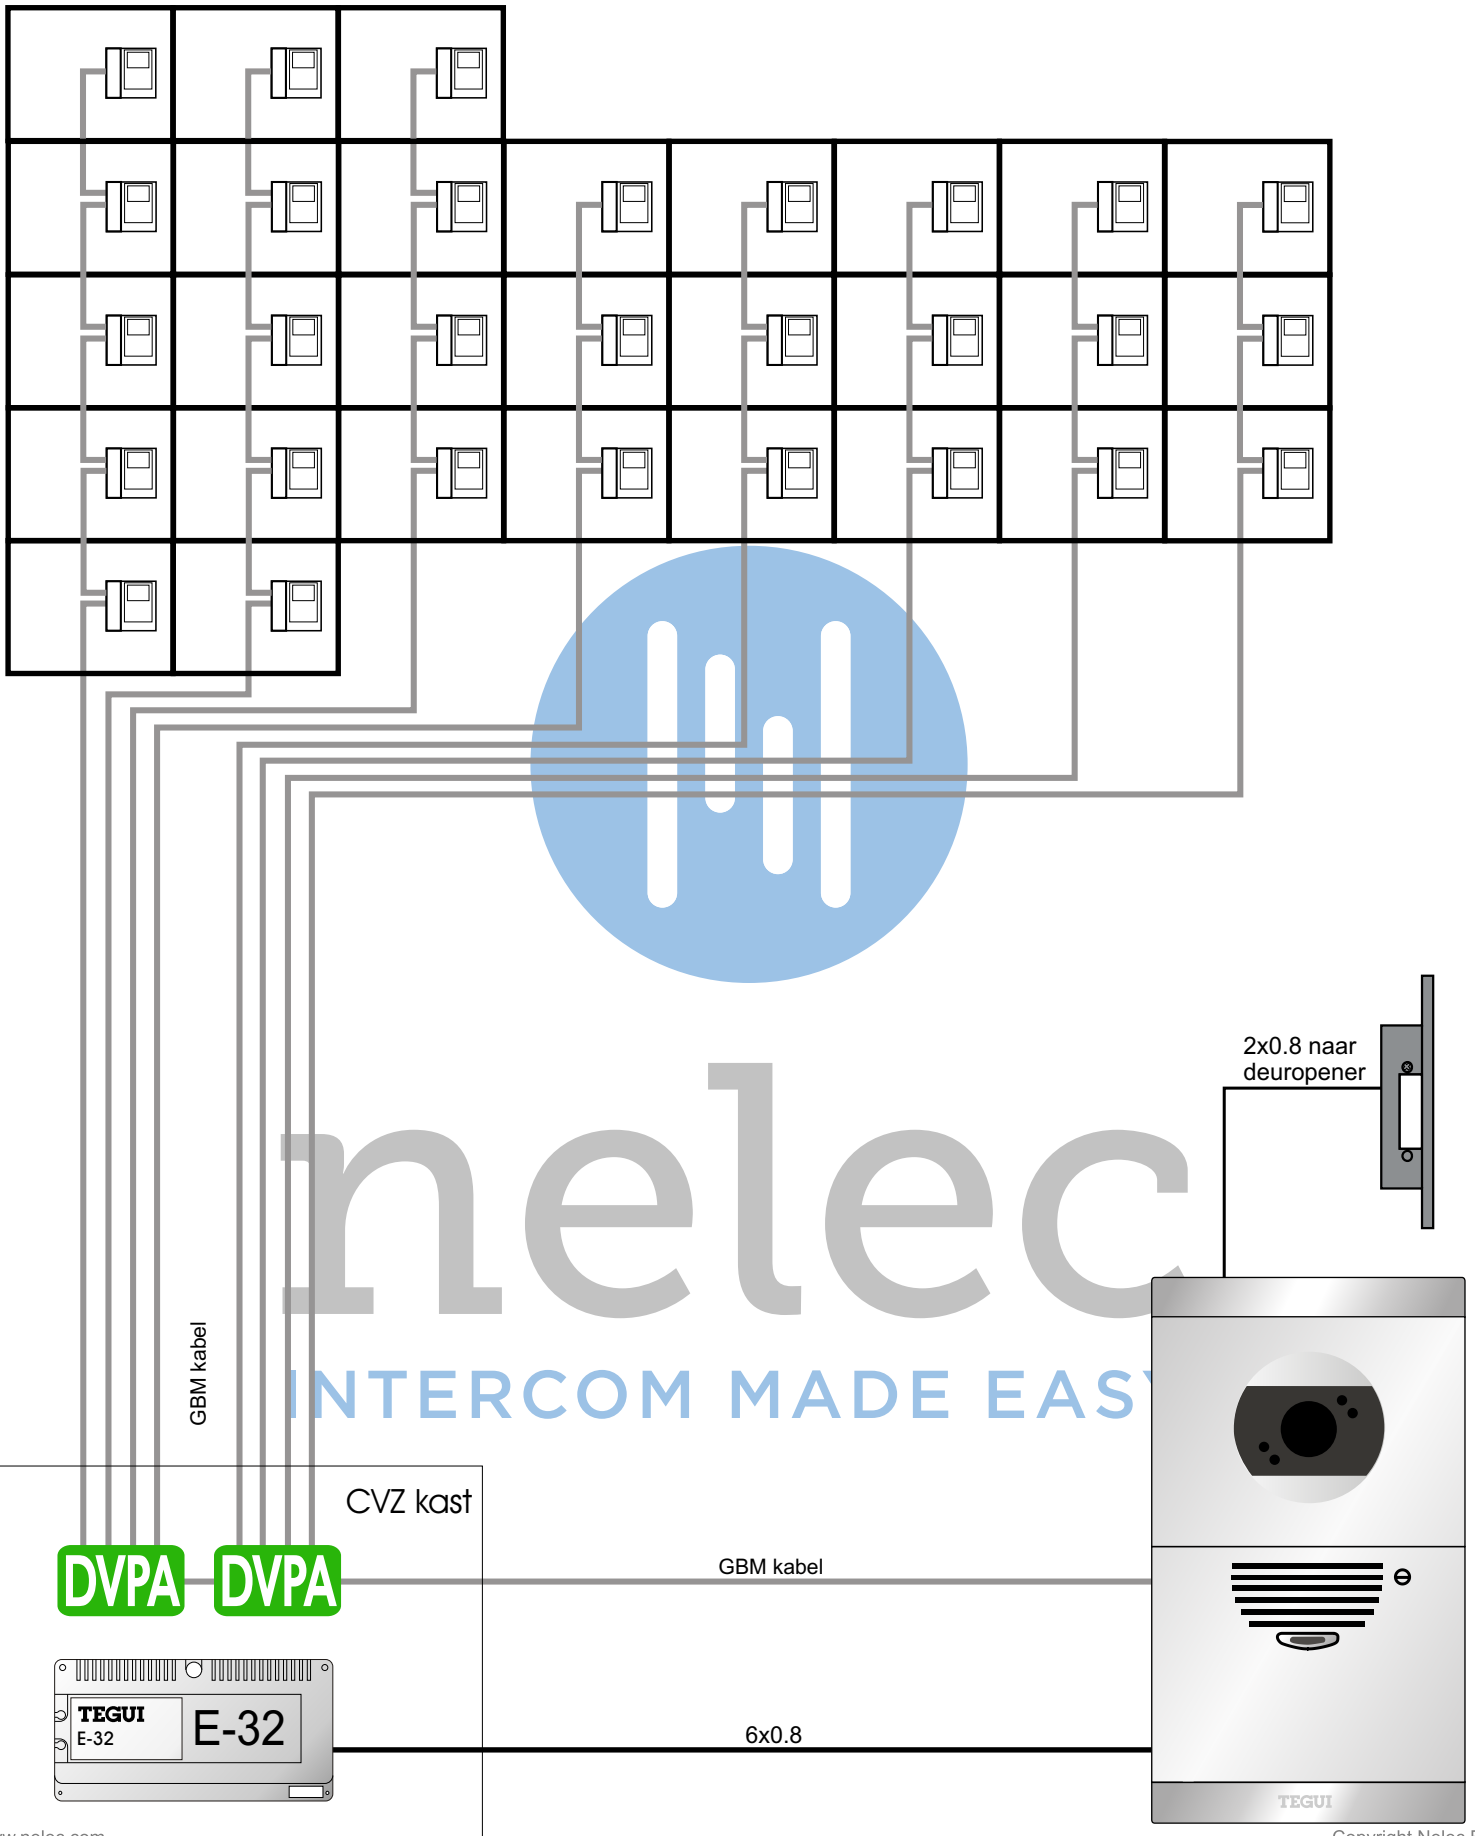 2x0.8 naar
deuropener
nelec
INTERCOM MADE EASY
GBM kabel
CVZ kast
DVPA
DVPA
GBM kabel
TEGUI
E-32
E-32
6x0.8
TEGUI